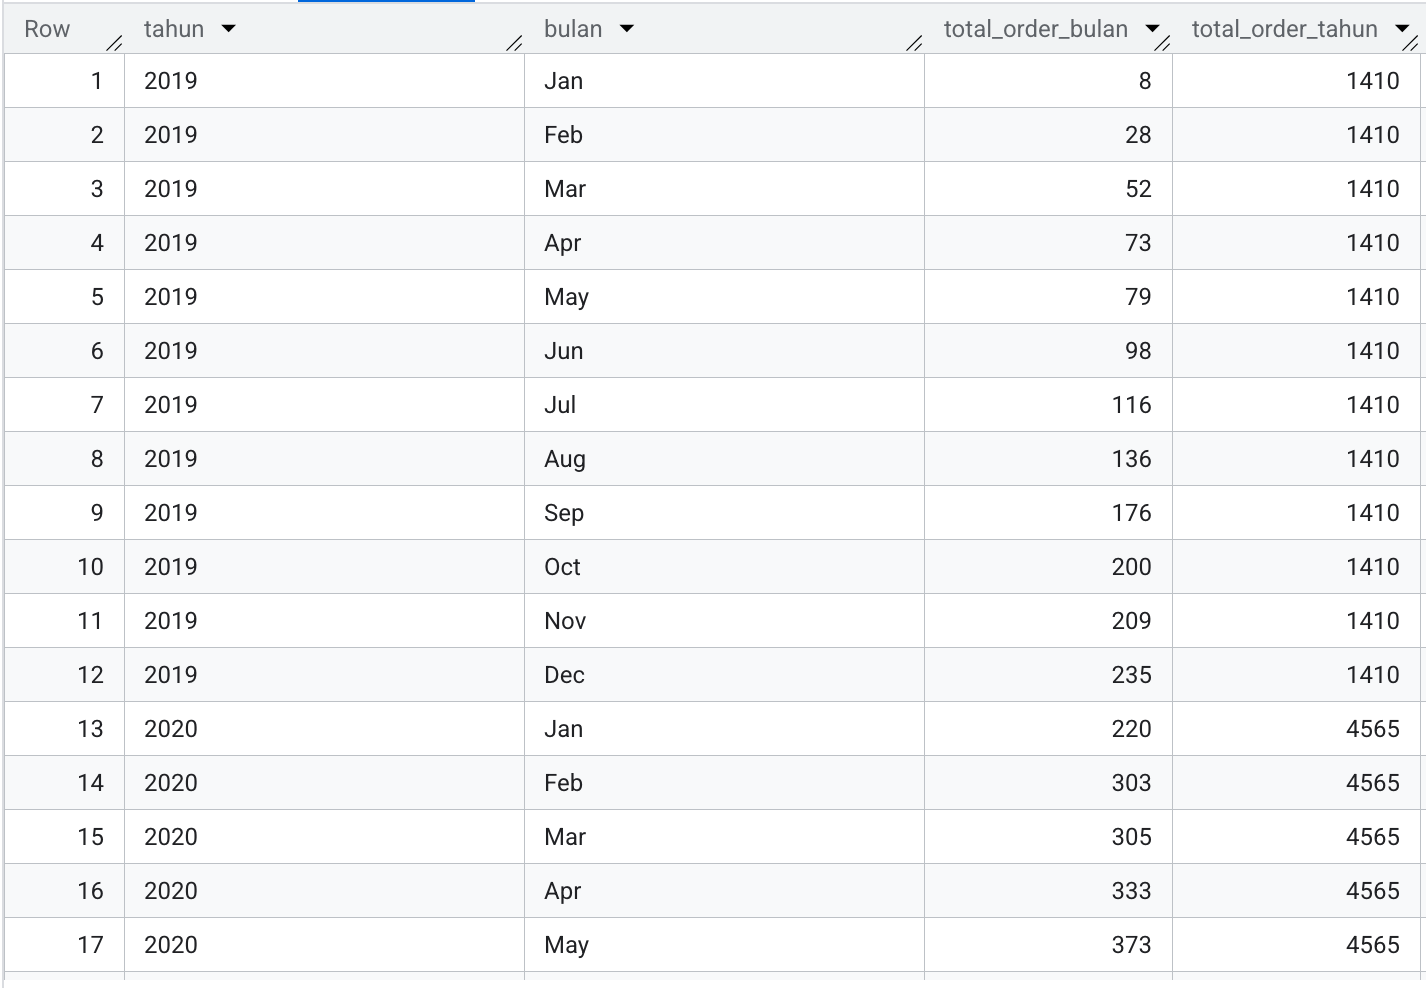 Row tahun bulan total_order_bulan total_order_tahun
1 2019 Jan 8 1410
2 2019 Feb 28 1410
3 2019 Mar 52 1410
4 2019 Apr 73 1410
5 2019 May 79 1410
6 2019 Jun 98 1410
7 2019 Jul 116 1410
8 2019 Aug 136 1410
9 2019 Sep 176 1410
10 2019 Oct 200 1410
11 2019 Nov 209 1410
12 2019 Dec 235 1410
13 2020 Jan 220 4565
14 2020 Feb 303 4565
15 2020 Mar 305 4565
16 2020 Apr 333 4565
17 2020 May 373 4565